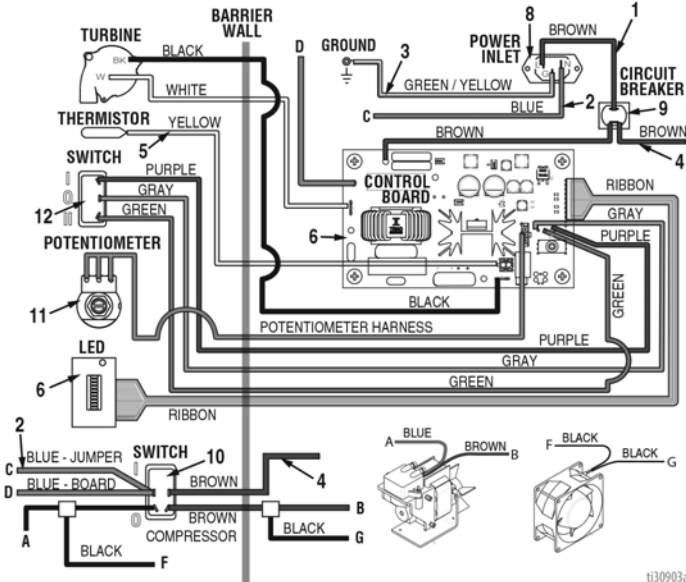 BARRIER
WALL
TURBINE
BK
W
BLACK
WHITE
D
GROUND
3
GREEN / YELLOW
8
POWER
INLET
L
N
G
BROWN
1
CIRCUIT
BREAKER
9
BLUE
2
C
BROWN
BROWN
4
THERMISTOR
YELLOW
5
SWITCH
PURPLE
GRAY
GREEN
I
O
II
12
CONTROL
BOARD
6
RIBBON
GRAY
PURPLE
GREEN
POTENTIOMETER
11
BLACK
POTENTIOMETER HARNESS
PURPLE
GRAY
GREEN
LED
6
RIBBON
2
BLUE - JUMPER
C
BLUE - BOARD
D
SWITCH
10
I
O
BROWN
4
BROWN
B
COMPRESSOR
A
BLACK
F
BLACK
G
A
BLUE
BROWN
B
F
BLACK
BLACK
G
ti30903a